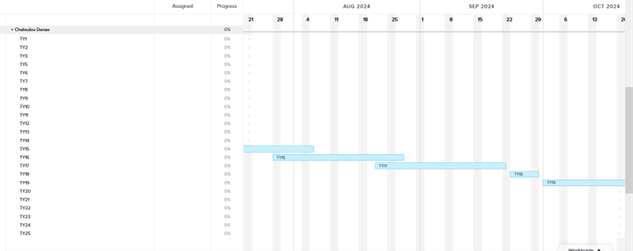 Assigned Progress
AUG 2024 SEP 2024 OCT 2024
21 28 4 11 18 25 1 8 15 22 29 6 13
Chaloulou Danae 0%
TY1 0%
TY2 0%
TY3 0%
TY5 0%
TY6 0%
TY7 0%
TY8 0%
TY9 0%
TY10 0%
TY11 0%
TY12 0%
TY13 0%
TY14 0%
TY15 0%
TY16 0% TY16
TY17 0% TY17
TY18 0% TY18
TY19 0% TY19
TY20 0%
TY21 0%
TY22 0%
TY23 0%
TY24 0%
TY25 0%
Workloads